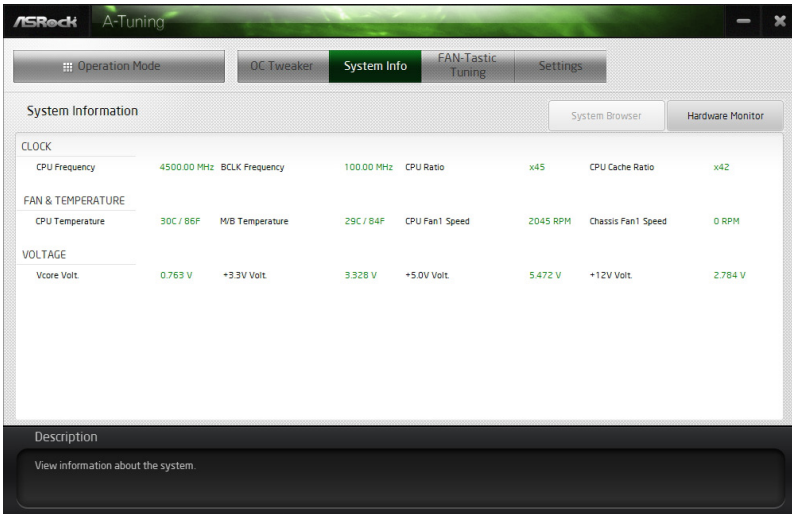 ASRock A-Tuning
Operation Mode OC Tweaker System Info FAN-Tastic Tuning Settings
System Information System Browser Hardware Monitor
CLOCK
CPU Frequency 4500.00 MHz BCLK Frequency 100.00 MHz CPU Ratio x45 CPU Cache Ratio x42
FAN & TEMPERATURE
CPU Temperature 30C / 86F M/B Temperature 29C / 84F CPU Fan1 Speed 2045 RPM Chassis Fan1 Speed 0 RPM
VOLTAGE
Vcore Volt. 0.763 V +3.3V Volt. 3.328 V +5.0V Volt. 5.472 V +12V Volt. 2.784 V
Description
View information about the system.